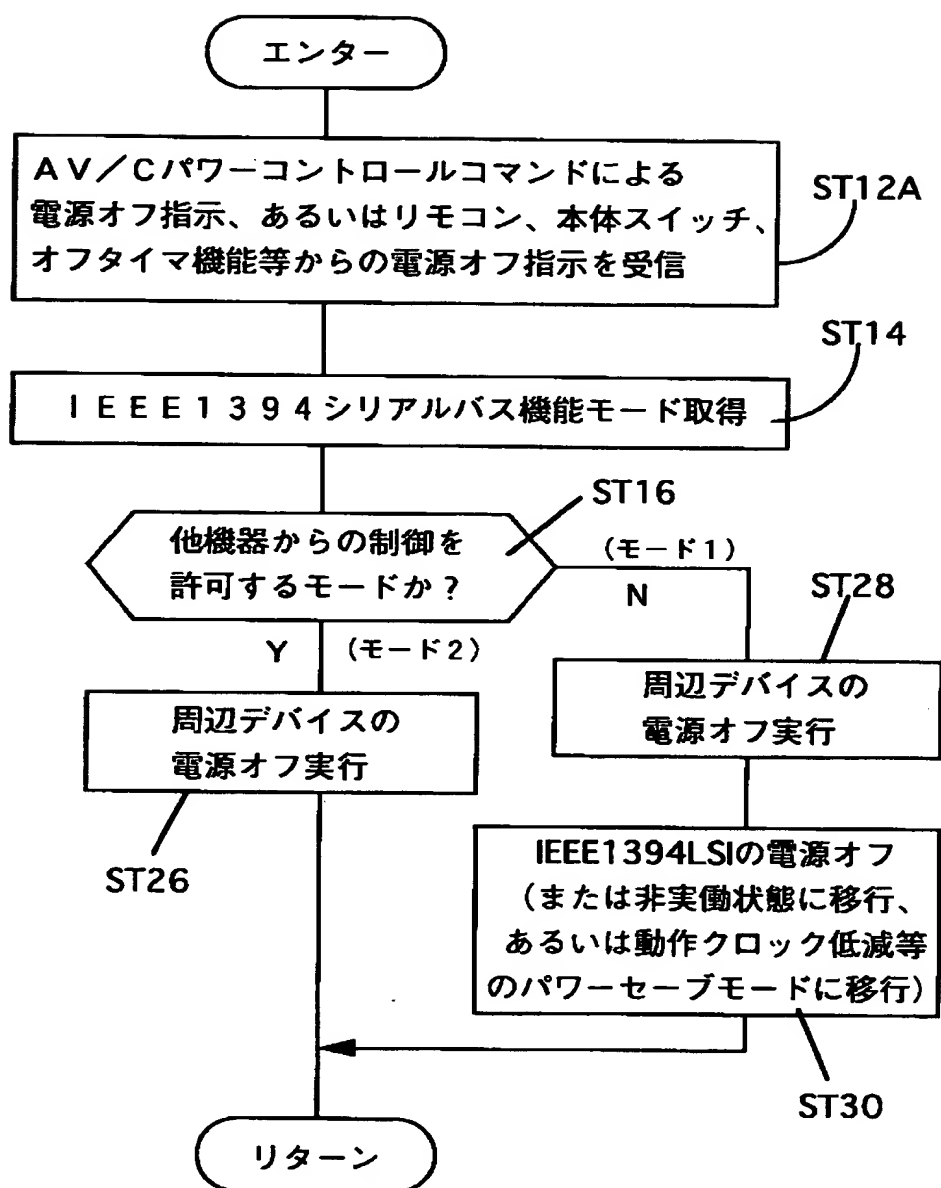 エンター
AV/Cパワーコントロールコマンドによる
電源オフ指示、あるいはリモコン、本体スイッチ、
オフタイマ機能等からの電源オフ指示を受信
ST12A
ST14
IEEE1394シリアルバス機能モード取得
ST16
他機器からの制御を
許可するモードか?
(モード1)
N
Y
(モード2)
ST28
周辺デバイスの
電源オフ実行
周辺デバイスの
電源オフ実行
ST26
IEEE1394LSIの電源オフ
(または非実働状態に移行、
あるいは動作クロック低減等
のパワーセーブモードに移行)
ST30
リターン